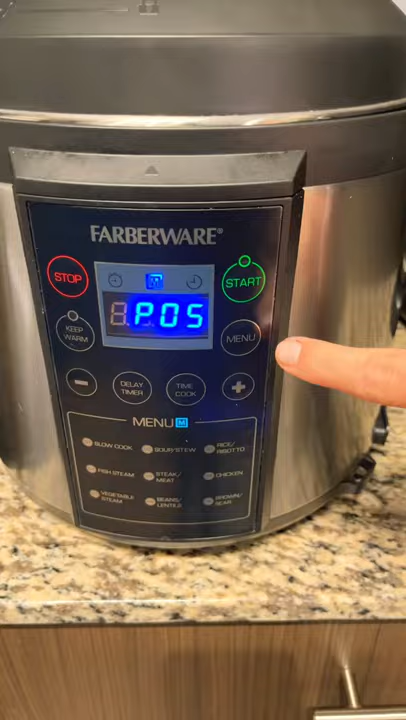 FARBERWARE®
STOP
START
M
POS
KEEP WARM
MENU
DELAY TIMER
TIME COOK
MENU M
SLOW COOK
SOUP/STEW
RICE/RISOTTO
FISH STEAM
STEAK/MEAT
CHICKEN
VEGETABLE STEAM
BEANS/LENTILS
BROWN/SEAR